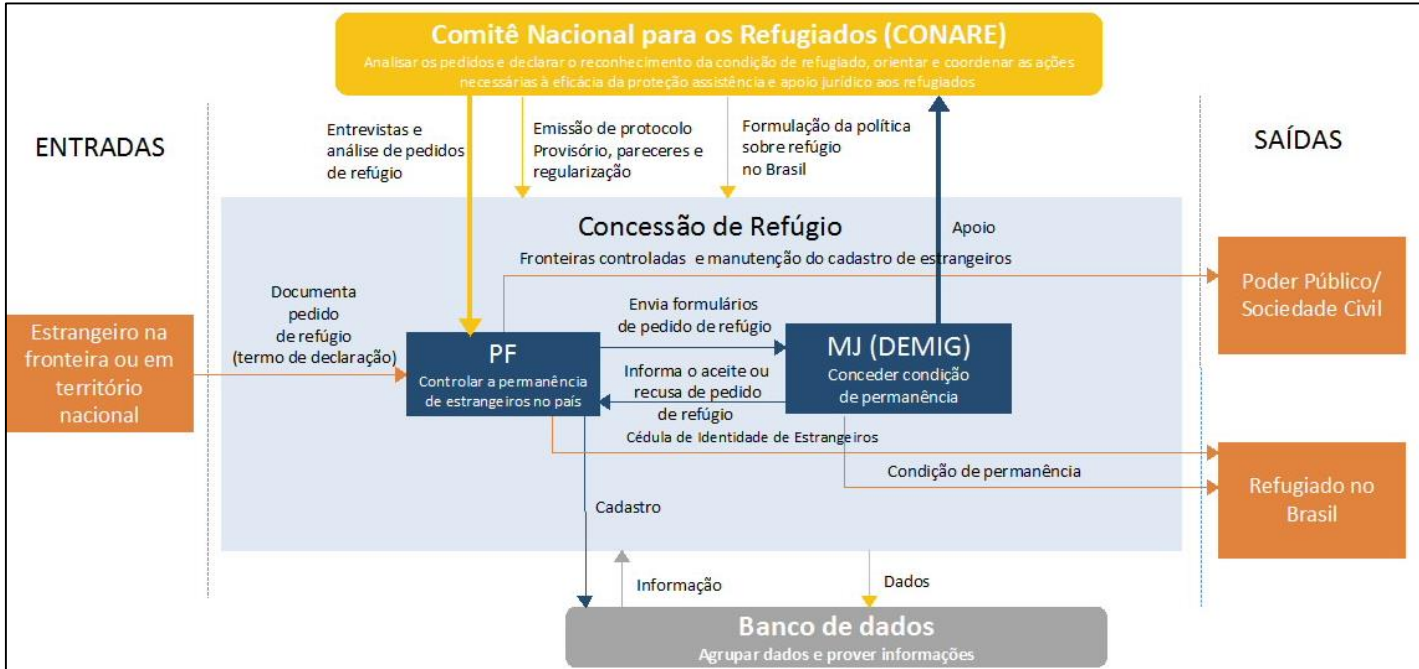 Comitê Nacional para os Refugiados (CONARE)
Analisar os pedidos e declarar o reconhecimento da condição de refugiado, orientar e coordenar as ações
necessárias à eficácia da proteção assistência e apoio jurídico aos refugiados
ENTRADAS
Entrevistas e
análise de pedidos
de refúgio
Emissão de protocolo
Provisório, pareceres e
regularização
Formulação da política
sobre refúgio
no Brasil
SAÍDAS
Concessão de Refúgio
Apoio
Fronteiras controladas e manutenção do cadastro de estrangeiros
Poder Público/
Sociedade Civil
Documenta
pedido
de refúgio
(termo de declaração)
Estrangeiro na
fronteira ou em
território
nacional
PF
Controlar a permanência
de estrangeiros no país
Envia formulários
de pedido de refúgio
Informa o aceite ou
recusa de pedido
de refúgio
MJ (DEMIG)
Conceder condição
de permanência
Cédula de Identidade de Estrangeiros
Condição de permanência
Refugiado no
Brasil
Cadastro
Informação
Dados
Banco de dados
Agrupar dados e prover informações